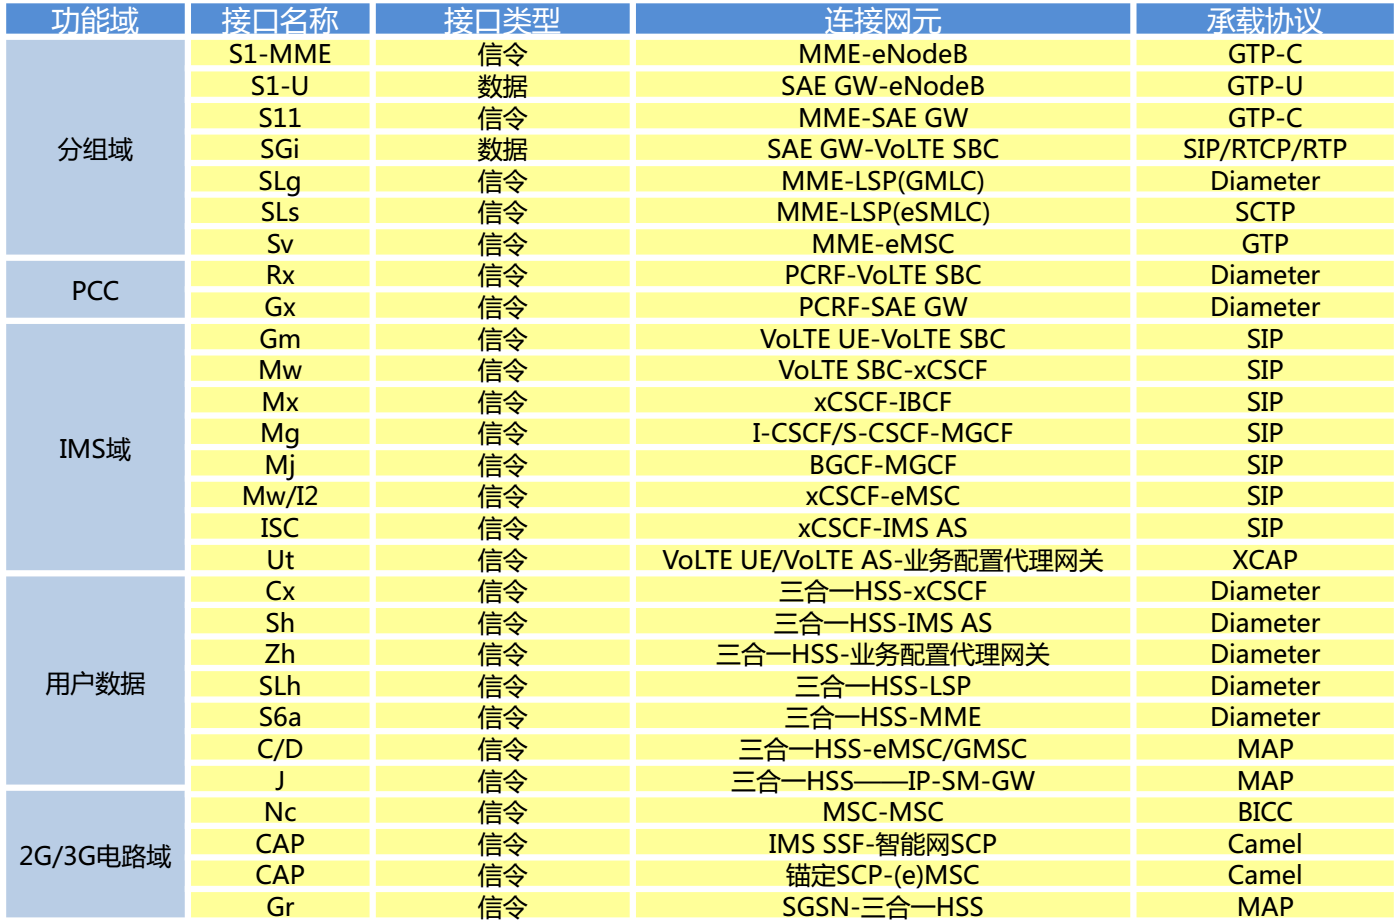 功能域 接口名称 接口类型 连接网元 承载协议
S1-MME 信令 MME-eNodeB GTP-C
S1-U 数据 SAE GW-eNodeB GTP-U
S11 信令 MME-SAE GW GTP-C
分组域 SGi 数据 SAE GW-VoLTE SBC SIP/RTCP/RTP
SLg 信令 MME-LSP(GMLC) Diameter
SLs 信令 MME-LSP(eSMLC) SCTP
Sv 信令 MME-eMSC GTP
PCC Rx 信令 PCRF-VoLTE SBC Diameter
Gx 信令 PCRF-SAE GW Diameter
Gm 信令 VoLTE UE-VoLTE SBC SIP
Mw 信令 VoLTE SBC-xCSCF SIP
Mx 信令 xCSCF-IBCF SIP
Mg 信令 I-CSCF/S-CSCF-MGCF SIP
IMS域 Mj 信令 BGCF-MGCF SIP
Mw/I2 信令 xCSCF-eMSC SIP
ISC 信令 xCSCF-IMS AS SIP
Ut 信令 VoLTE UE/VoLTE AS-业务配置代理网关 XCAP
Cx 信令 三合一HSS-xCSCF Diameter
Sh 信令 三合一HSS-IMS AS Diameter
Zh 信令 三合一HSS-业务配置代理网关 Diameter
用户数据 SLh 信令 三合一HSS-LSP Diameter
S6a 信令 三合一HSS-MME Diameter
C/D 信令 三合一HSS-eMSC/GMSC MAP
J 信令 三合一HSS——IP-SM-GW MAP
Nc 信令 MSC-MSC BICC
2G/3G电路域 CAP 信令 IMS SSF-智能网SCP Camel
CAP 信令 锚定SCP-(e)MSC Camel
Gr 信令 SGSN-三合一HSS MAP